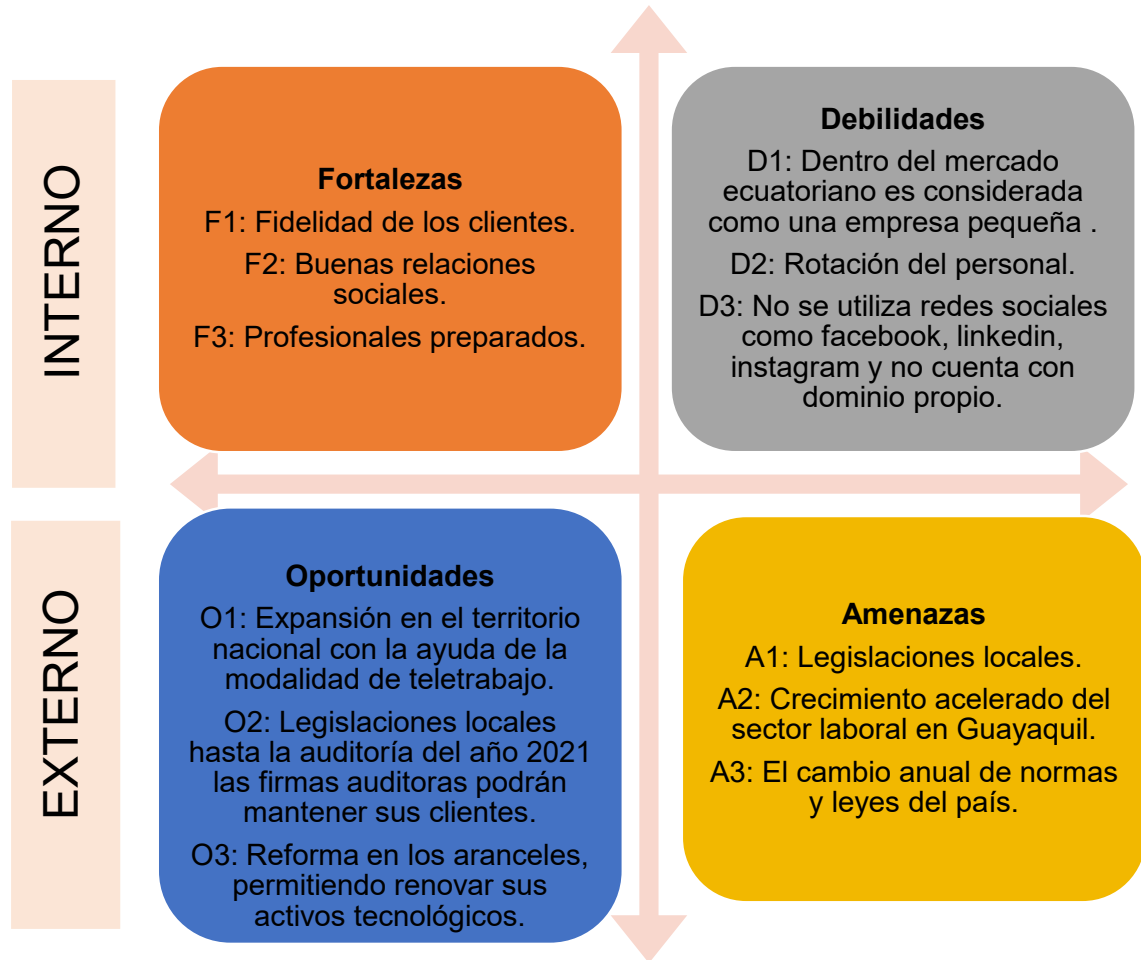 INTERNO
Fortalezas
F1: Fidelidad de los clientes.
F2: Buenas relaciones
sociales.
F3: Profesionales preparados.
Debilidades
D1: Dentro del mercado
ecuatoriano es considerada
como una empresa pequeña .
D2: Rotación del personal.
D3: No se utiliza redes sociales
como facebook, linkedin,
instagram y no cuenta con
dominio propio.
EXTERNO
Oportunidades
O1: Expansión en el territorio
nacional con la ayuda de la
modalidad de teletrabajo.
O2: Legislaciones locales
hasta la auditoría del año 2021
las firmas auditoras podrán
mantener sus clientes.
O3: Reforma en los aranceles,
permitiendo renovar sus
activos tecnológicos.
Amenazas
A1: Legislaciones locales.
A2: Crecimiento acelerado del
sector laboral en Guayaquil.
A3: El cambio anual de normas
y leyes del país.